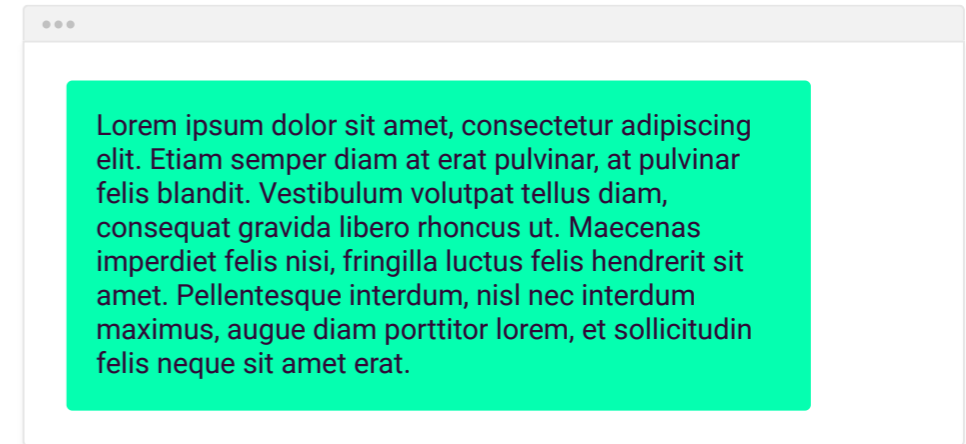 Lorem ipsum dolor sit amet, consectetur adipiscing
elit. Etiam semper diam at erat pulvinar, at pulvinar
felis blandit. Vestibulum volutpat tellus diam,
consequat gravida libero rhoncus ut. Maecenas
imperdiet felis nisi, fringilla luctus felis hendrerit sit
amet. Pellentesque interdum, nisl nec interdum
maximus, augue diam porttitor lorem, et sollicitudin
felis neque sit amet erat.